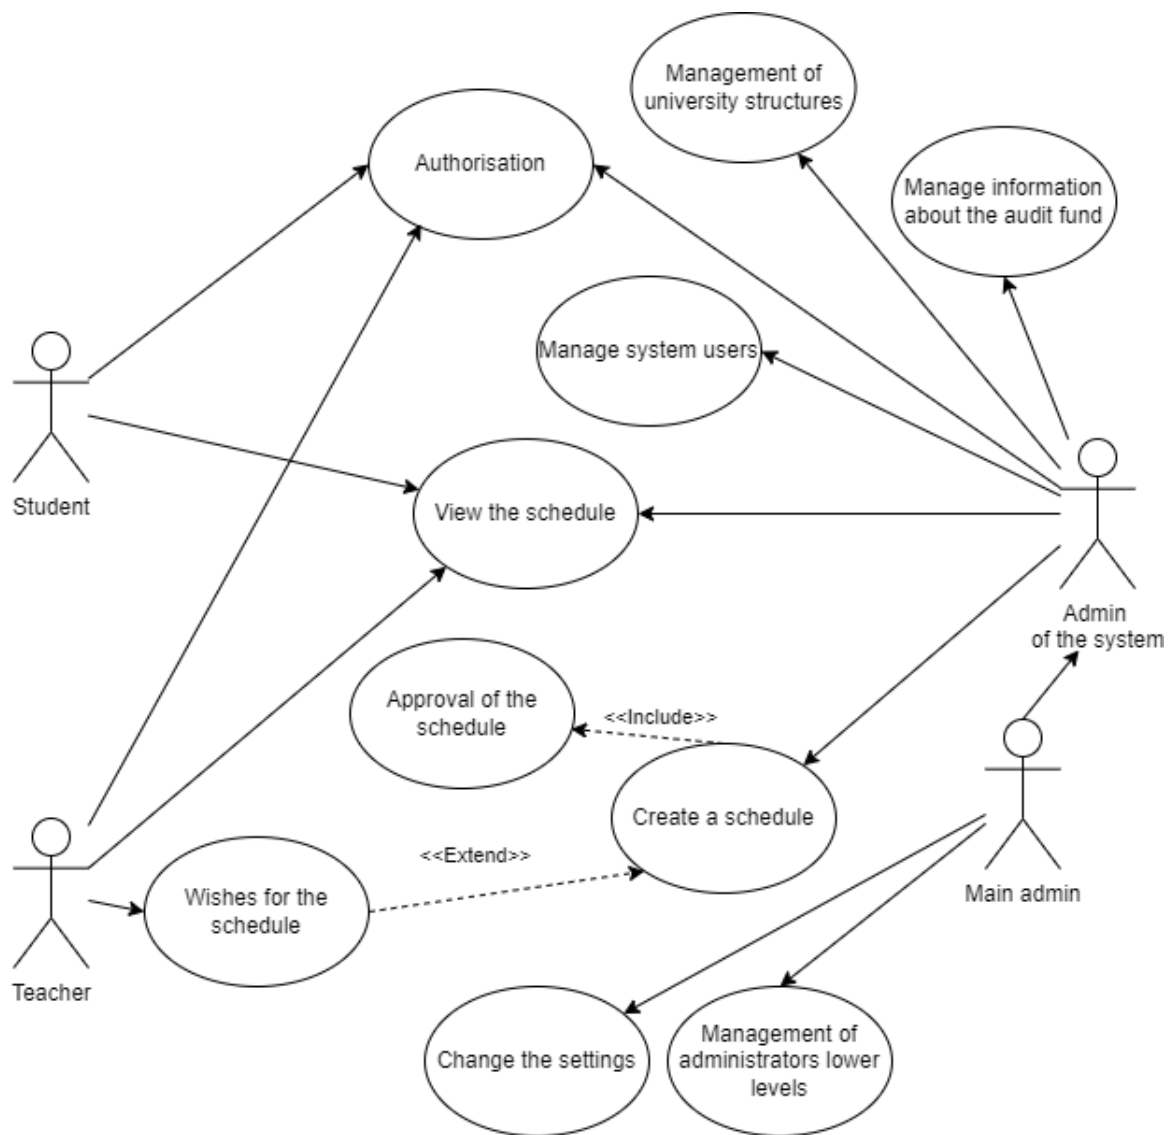 Management of
university structures
Authorisation
Manage information
about the audit fund
Manage system users
Student
View the schedule
Admin
of the system
Approval of the
schedule
<<Include>>
Create a schedule
<<Extend>>
Wishes for the
schedule
Main admin
Teacher
Change the settings
Management of
administrators lower
levels